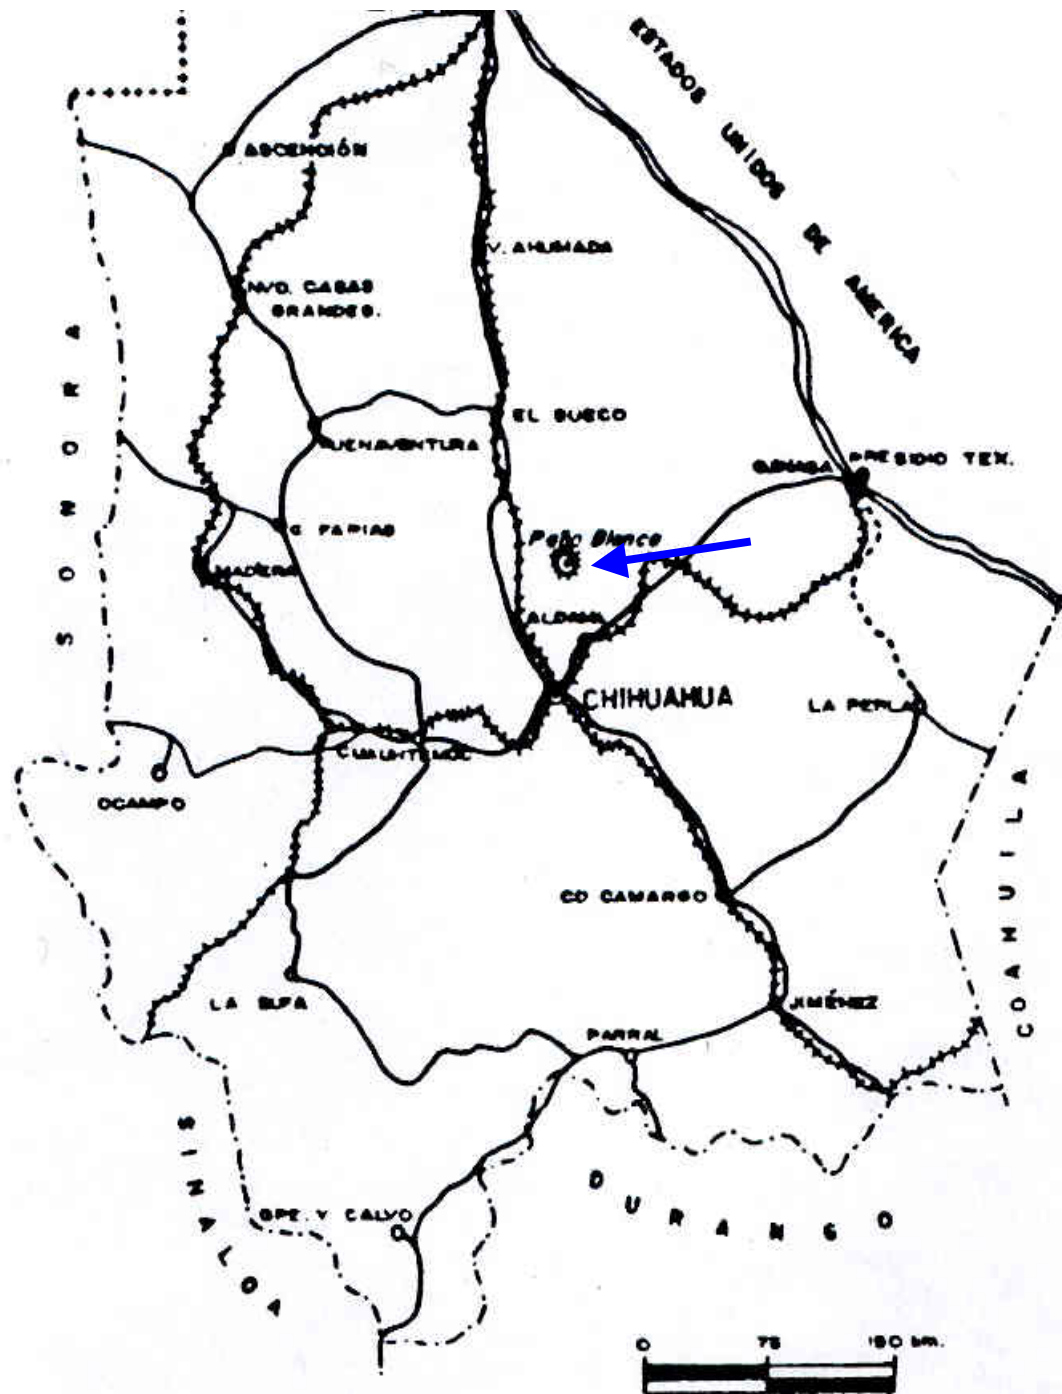 ESTADOS UNIDOS DE AMERICA
ASCENCIÓN
V. AHUMADA
NVO. CASAS
GRANDES.
SONORA
EL SUECO
BUENAVENTURA
OJINAGA
PRESIDIO TEX.
G. FARIAS
Peña Blanca
MADERA
ALDAMA
CHIHUAHUA
LA PERLA
CUAUHTEMOC
OCAMPO
COAHUILA
CD CAMARGO
LA BUFA
JIMÉNEZ
PARRAL
SINALOA
DURANGO
GPE. Y CALVO
0 75 150 km.